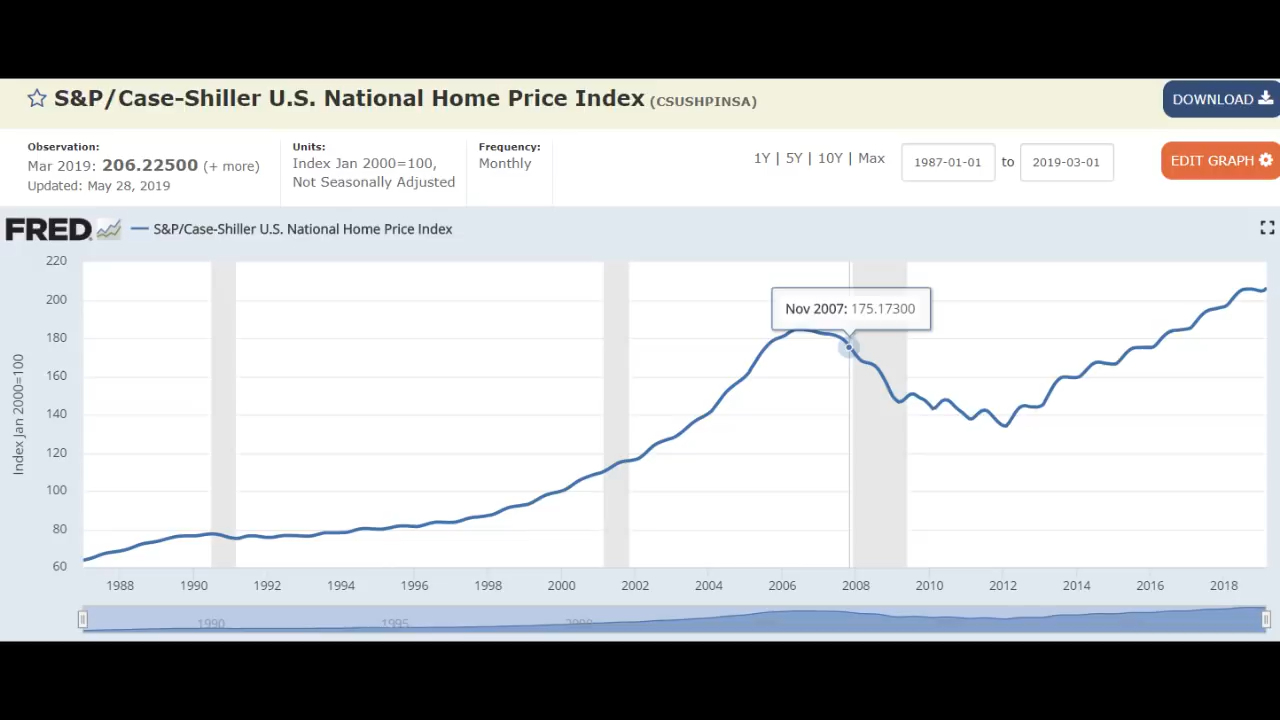 S&P/Case-Shiller U.S. National Home Price Index (CSUSHPINSA)
DOWNLOAD
Observation:
Mar 2019: 206.22500 (+ more)
Updated: May 28, 2019
Units:
Index Jan 2000=100,
Not Seasonally Adjusted
Frequency:
Monthly
1Y | 5Y | 10Y | Max
1987-01-01 to 2019-03-01
EDIT GRAPH
FRED
S&P/Case-Shiller U.S. National Home Price Index
Index Jan 2000=100
220
200
180
160
140
120
100
80
60
Nov 2007: 175.17300
1988 1990 1992 1994 1996 1998 2000 2002 2004 2006 2008 2010 2012 2014 2016 2018
1990 1995 2000